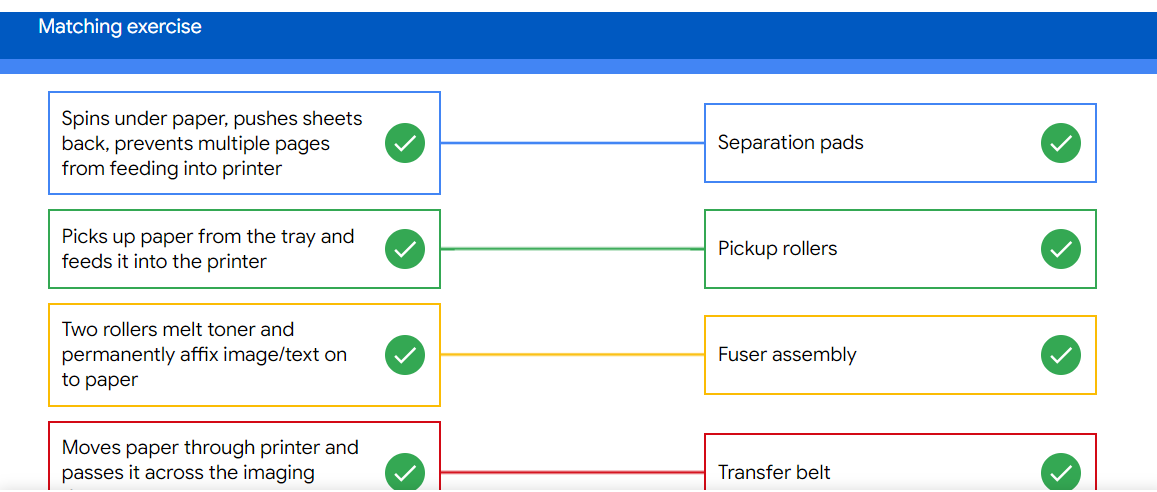 Matching exercise
Spins under paper, pushes sheets
back, prevents multiple pages
from feeding into printer
Separation pads
Picks up paper from the tray and
feeds it into the printer
Pickup rollers
Two rollers melt toner and
permanently affix image/text on
to paper
Fuser assembly
Moves paper through printer and
passes it across the imaging
Transfer belt